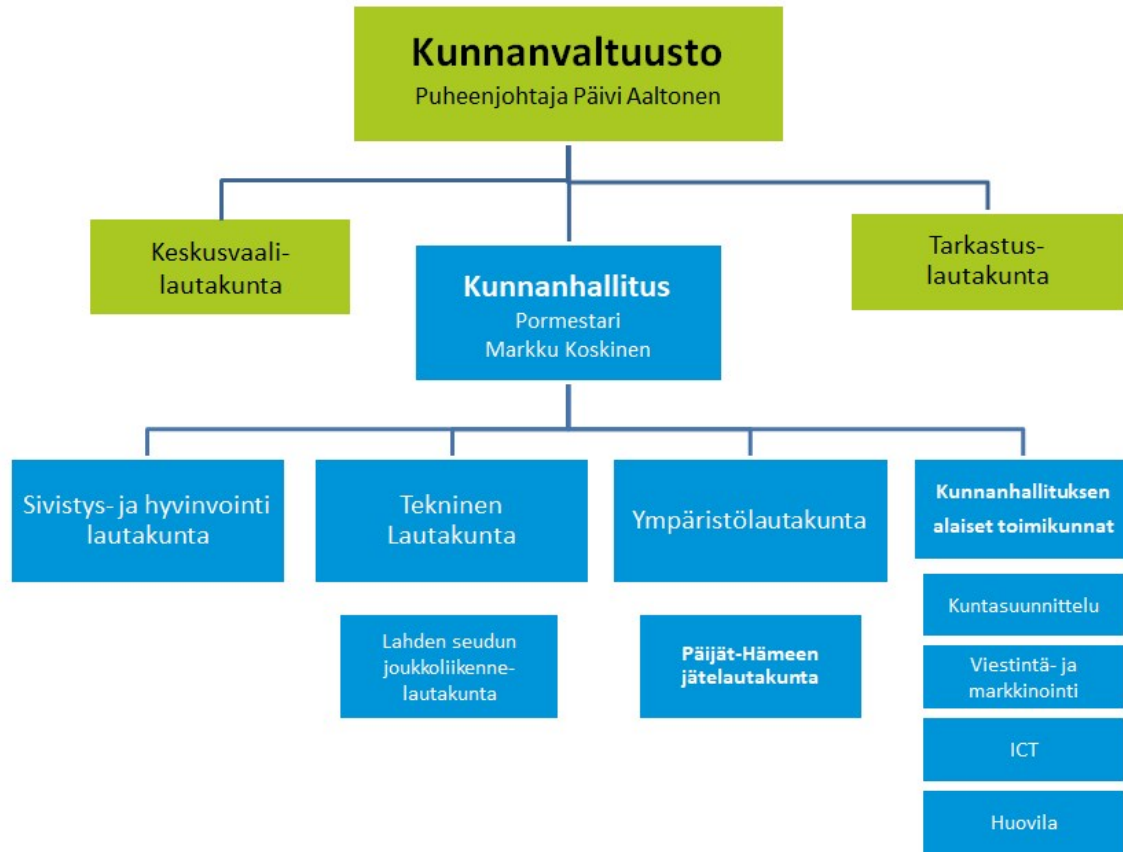 Kunnanvaltuusto
Puheenjohtaja Päivi Aaltonen
Keskusvaali-
lautakunta
Tarkastus-
lautakunta
Kunnanhallitus
Pormestari
Markku Koskinen
Sivistys- ja hyvinvointi
lautakunta
Tekninen
Lautakunta
Ympäristölautakunta
Kunnanhallituksen
alaiset toimikunnat
Lahden seudun
joukkoliikenne-
lautakunta
Päijät-Hämeen
jätelautakunta
Kuntasuunnittelu
Viestintä- ja
markkinointi
ICT
Huovila